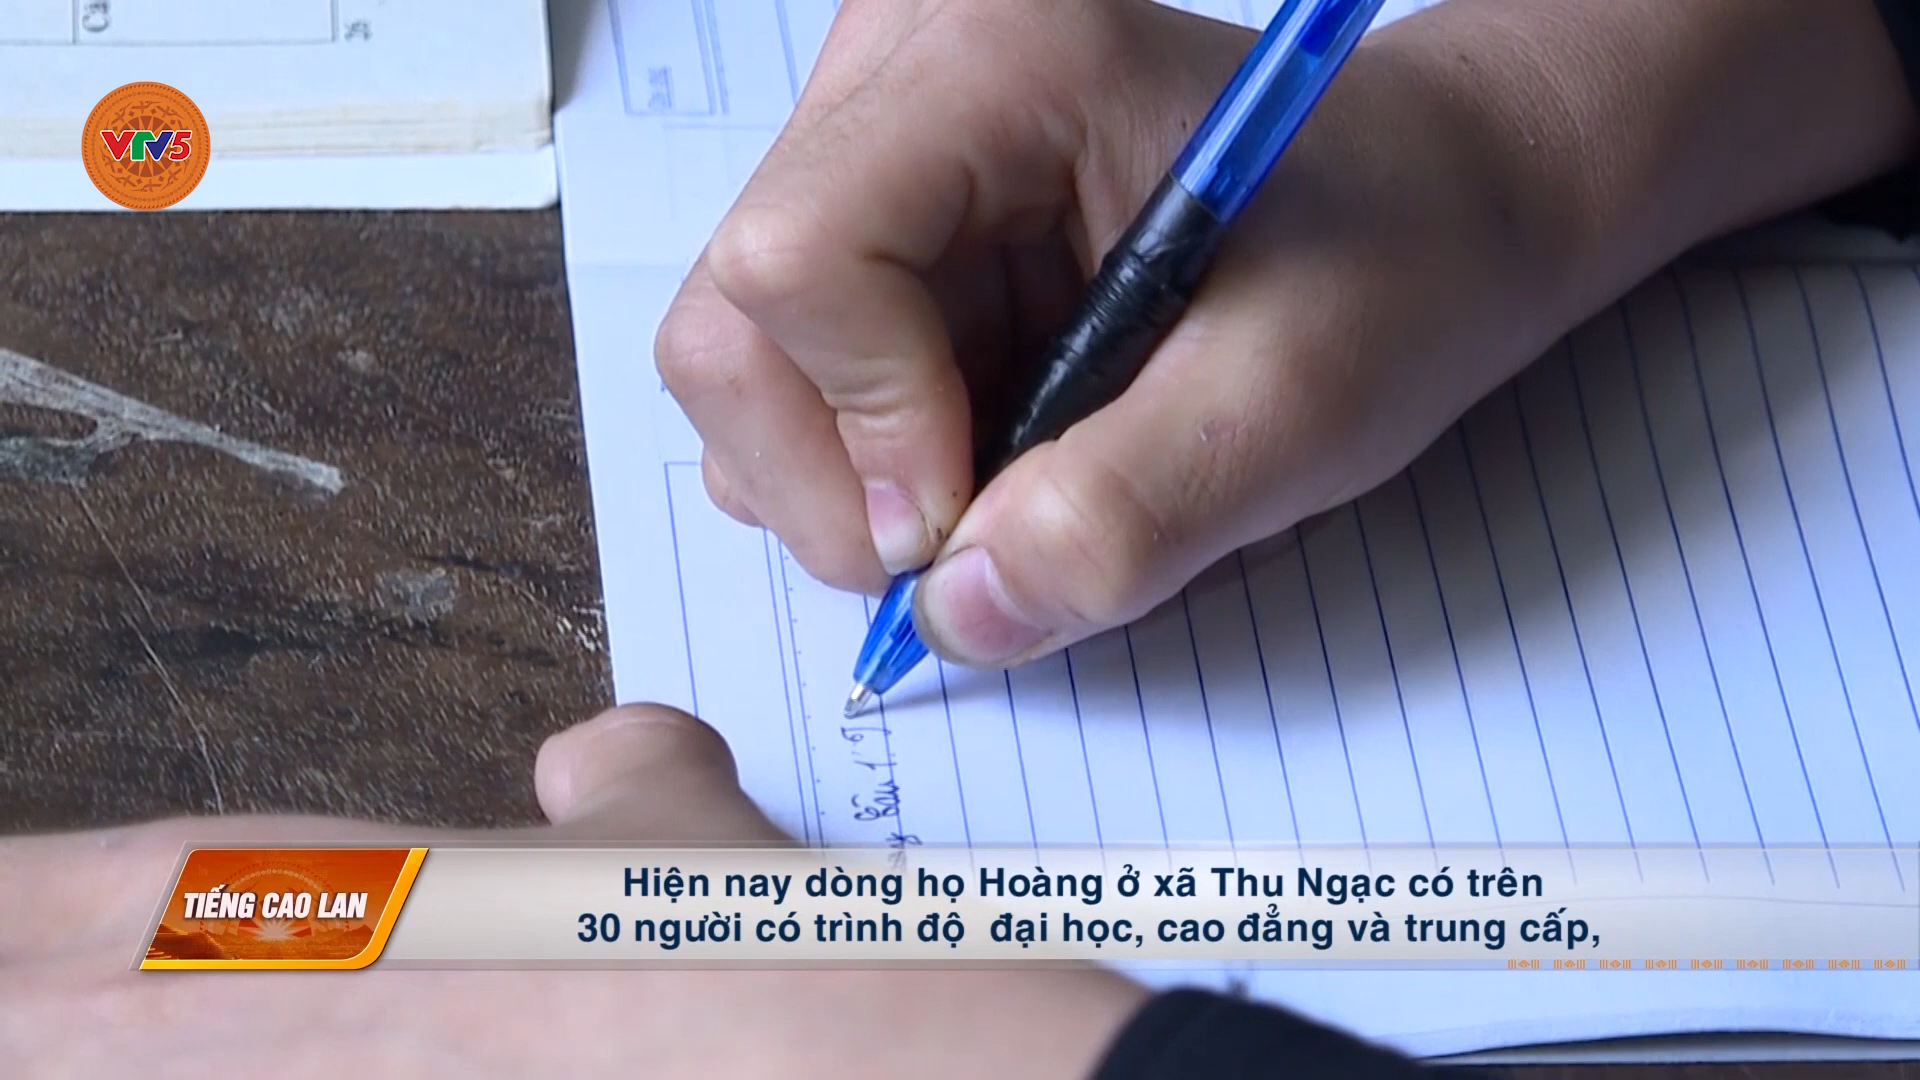 VTV5
TIẾNG CAO LAN
Hiện nay dòng họ Hoàng ở xã Thu Ngạc có trên
30 người có trình độ đại học, cao đẳng và trung cấp,